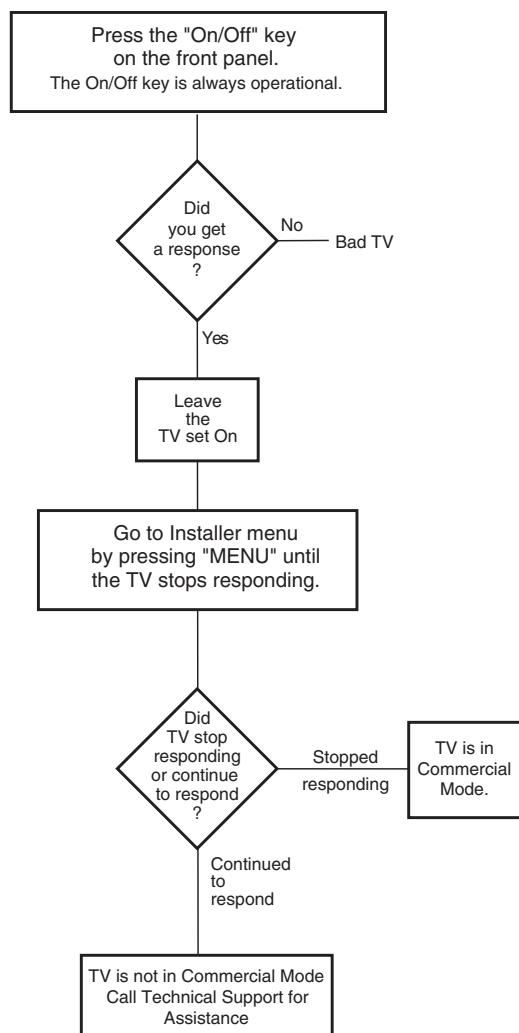 Press the "On/Off" key
on the front panel.
The On/Off key is always operational.
Did
you get
a response
?
No
Bad TV
Yes
Leave
the
TV set On
Go to Installer menu
by pressing "MENU" until
the TV stops responding.
Did
TV stop
responding
or continue
to respond
?
Stopped
responding
TV is in
Commercial
Mode.
Continued
to
respond
TV is not in Commercial Mode
Call Technical Support for
Assistance